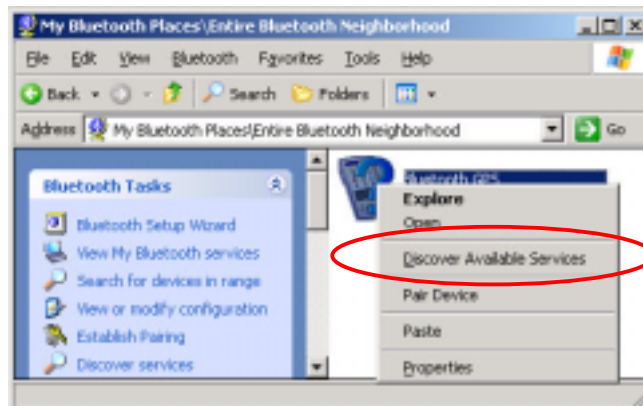 My Bluetooth Places\Entire Bluetooth Neighborhood
File Edit View Bluetooth Favorites Tools Help
Back Search Folders
Address My Bluetooth Places\Entire Bluetooth Neighborhood Go
Bluetooth Tasks
Bluetooth Setup Wizard
View My Bluetooth services
Search for devices in range
View or modify configuration
Establish Pairing
Discover services
Bluetooth GPS
Explore
Open
Discover Available Services
Pair Device
Paste
Properties